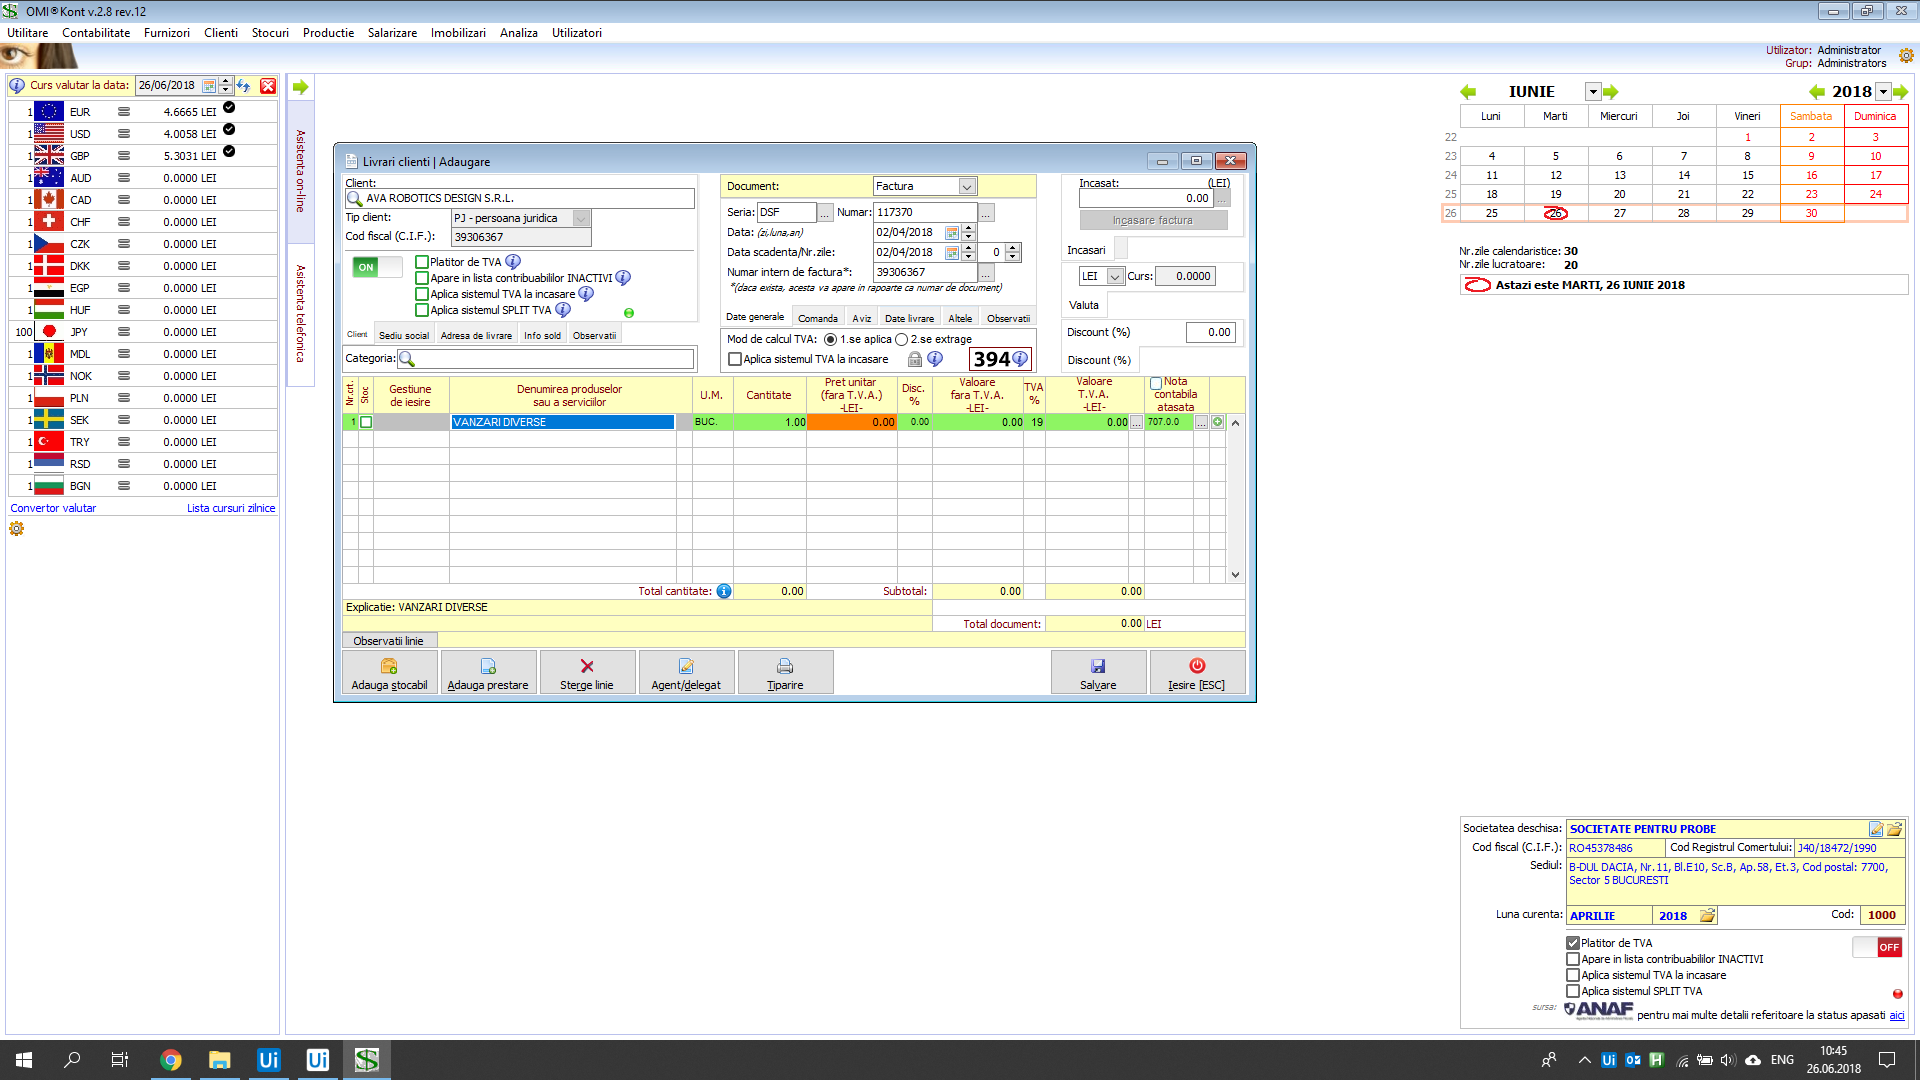 OMI®Kont v.2.8 rev.12
Utilitare Contabilitate Furnizori Clienti Stocuri Productie Salarizare Imobilizari Analiza Utilizatori
Utilizator: Administrator
Grup: Administrators
Curs valutar la data: 26/06/2018
1 EUR 4.6665 LEI
1 USD 4.0058 LEI
1 GBP 5.3031 LEI
1 AUD 0.0000 LEI
1 CAD 0.0000 LEI
1 CHF 0.0000 LEI
1 CZK 0.0000 LEI
1 DKK 0.0000 LEI
1 EGP 0.0000 LEI
1 HUF 0.0000 LEI
100 JPY 0.0000 LEI
1 MDL 0.0000 LEI
1 NOK 0.0000 LEI
1 PLN 0.0000 LEI
1 SEK 0.0000 LEI
1 TRY 0.0000 LEI
1 RSD 0.0000 LEI
1 BGN 0.0000 LEI
Convertor valutar Lista cursuri zilnice
Asistenta on-line
Asistenta telefonica
Livrari clienti | Adaugare
Client:
AVA ROBOTICS DESIGN S.R.L.
Tip client: PJ - persoana juridica
Cod fiscal (C.I.F.): 39306367
ON
Platitor de TVA
Apare in lista contribuabililor INACTIVI
Aplica sistemul TVA la incasare
Aplica sistemul SPLIT TVA
Client Sediu social Adresa de livrare Info sold Observatii
Categoria:
Document: Factura
Seria: DSF ... Numar: 117370 ...
Data: (zi,luna,an) 02/04/2018
Data scadenta/Nr.zile: 02/04/2018 0
Numar intern de factura*: 39306367 ...
*(daca exista, acesta va apare in rapoarte ca numar de document)
Date generale Comanda Aviz Date livrare Altele Observatii
Mod de calcul TVA: 1.se aplica 2.se extrage
Aplica sistemul TVA la incasare 394
Incasat: (LEI)
0.00 ...
Incasare factura
Incasari
LEI Curs: 0.0000
Valuta
Discount (%) 0.00
Discount (%)
Nr.crt. Stoc Gestiune de iesire Denumirea produselor sau a serviciilor U.M. Cantitate Pret unitar (fara T.V.A.) -LEI- Disc. % Valoare fara T.V.A. -LEI- TVA % Valoare T.V.A. -LEI- Nota contabila atasata
1 VANZARI DIVERSE BUC. 1.00 0.00 0.00 0.00 19 0.00 ... 707.0.0 ...
Total cantitate: 0.00 Subtotal: 0.00 0.00
Explicatie: VANZARI DIVERSE
Total document: 0.00 LEI
Observatii linie
Adauga stocabil Adauga prestare Sterge linie Agent/delegat Tiparire Salvare Iesire [ESC]
IUNIE 2018
Luni Marti Miercuri Joi Vineri Sambata Duminica
22 1 2 3
23 4 5 6 7 8 9 10
24 11 12 13 14 15 16 17
25 18 19 20 21 22 23 24
26 25 26 27 28 29 30
Nr.zile calendaristice: 30
Nr.zile lucratoare: 20
Astazi este MARTI, 26 IUNIE 2018
Societatea deschisa: SOCIETATE PENTRU PROBE
Cod fiscal (C.I.F.): RO45378486 Cod Registrul Comertului: J40/18472/1990
Sediul: B-DUL DACIA, Nr.11, Bl.E10, Sc.B, Ap.58, Et.3, Cod postal: 7700,
Sector 5 BUCURESTI
Luna curenta: APRILIE 2018 Cod: 1000
Platitor de TVA OFF
Apare in lista contribuabililor INACTIVI
Aplica sistemul TVA la incasare
Aplica sistemul SPLIT TVA
sursa: ANAF pentru mai multe detalii referitoare la status apasati aici
Ui Ui
Ui H ENG
10:45
26.06.2018